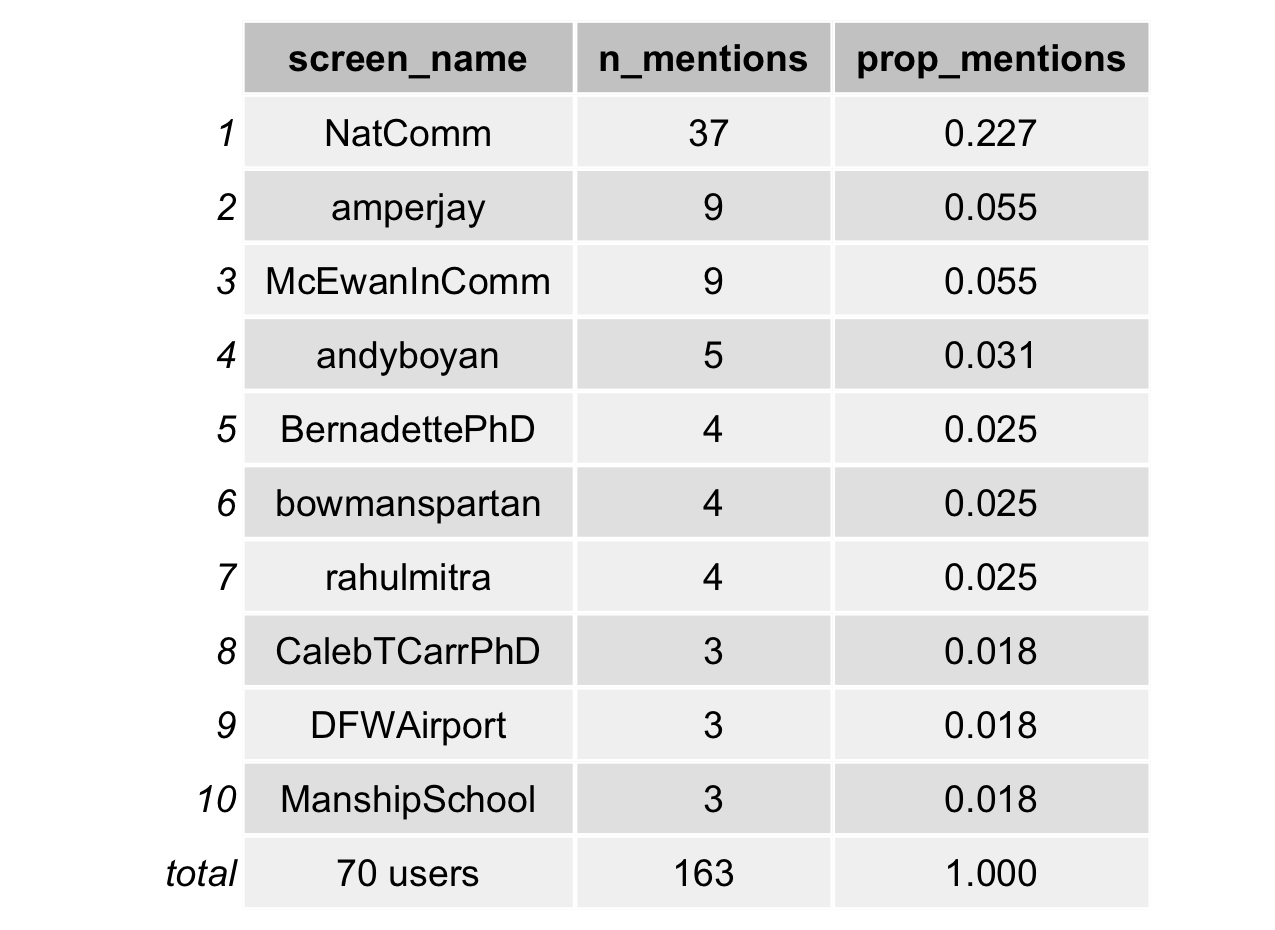 screen_name n_mentions prop_mentions
1 NatComm 37 0.227
2 amperjay 9 0.055
3 McEwanInComm 9 0.055
4 andyboyan 5 0.031
5 BernadettePhD 4 0.025
6 bowmanspartan 4 0.025
7 rahulmitra 4 0.025
8 CalebTCarrPhD 3 0.018
9 DFWAirport 3 0.018
10 ManshipSchool 3 0.018
total 70 users 163 1.000